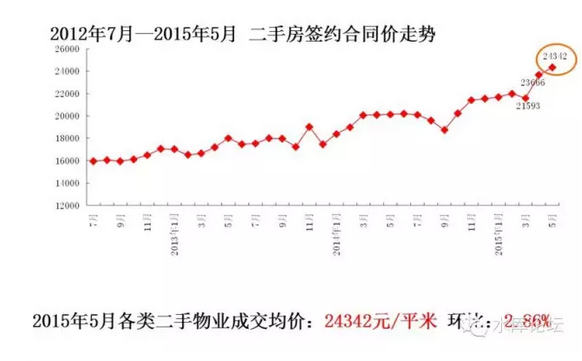 2012年7月—2015年5月 二手房签约合同价走势
26000
24000
22000
20000
18000
16000
14000
12000
24342
23666
21593
7月
9月
11月
2013年1月
3月
5月
7月
9月
11月
2014年1月
3月
5月
7月
9月
11月
2015年1月
3月
5月
2015年5月各类二手物业成交均价：24342元/平米 环比：2.86%
水库论坛